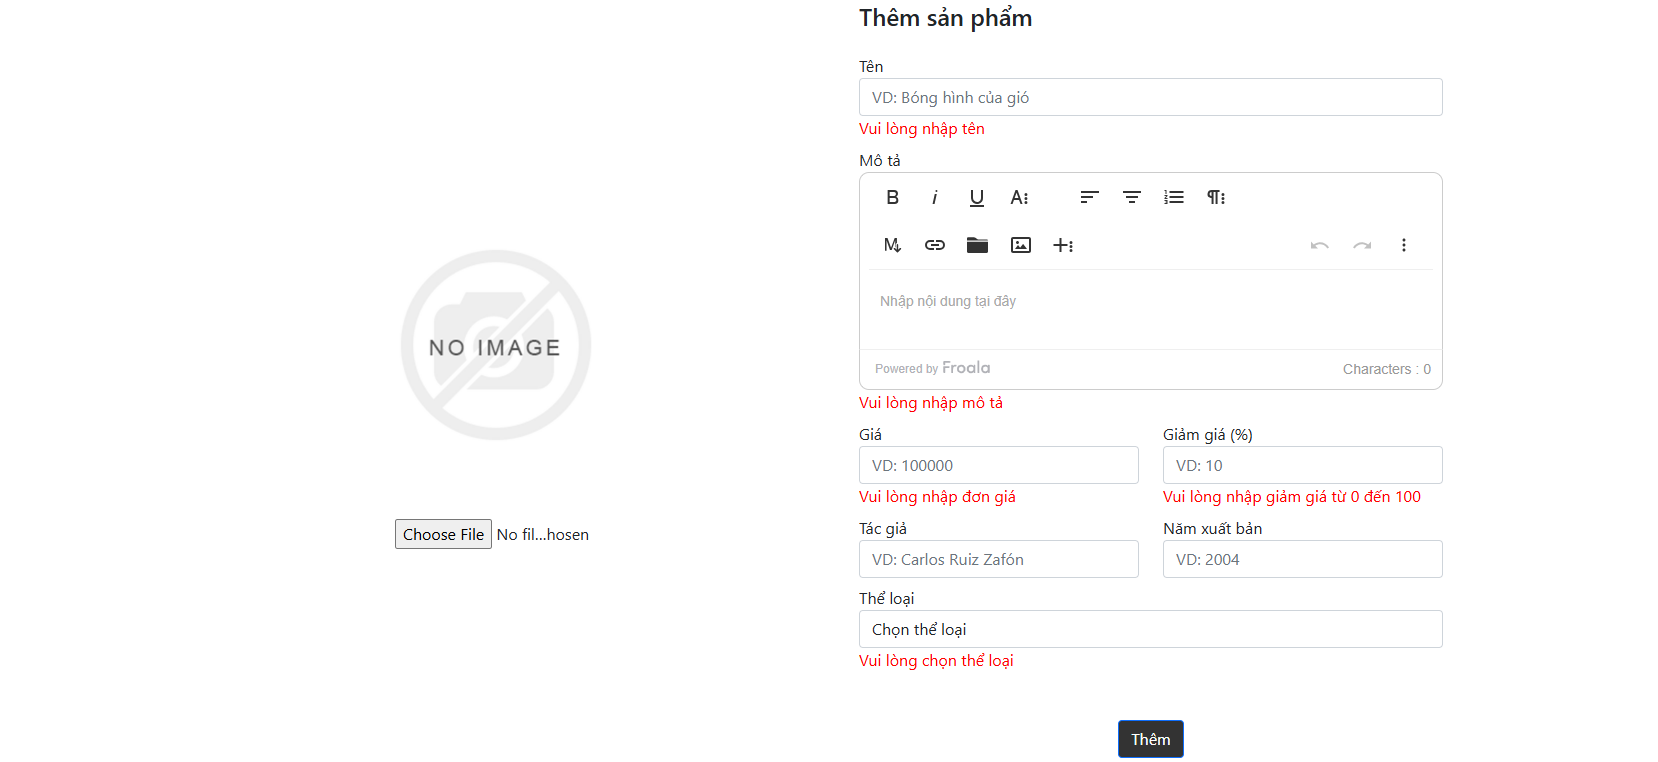 NO IMAGE
Choose File No fil...hosen
Thêm sản phẩm
Tên
VD: Bóng hình của gió
Vui lòng nhập tên
Mô tả
Nhập nội dung tại đây
Powered by Froala
Characters : 0
Vui lòng nhập mô tả
Giá
VD: 100000
Vui lòng nhập đơn giá
Giảm giá (%)
VD: 10
Vui lòng nhập giảm giá từ 0 đến 100
Tác giả
VD: Carlos Ruiz Zafón
Năm xuất bản
VD: 2004
Thể loại
Chọn thể loại
Vui lòng chọn thể loại
Thêm